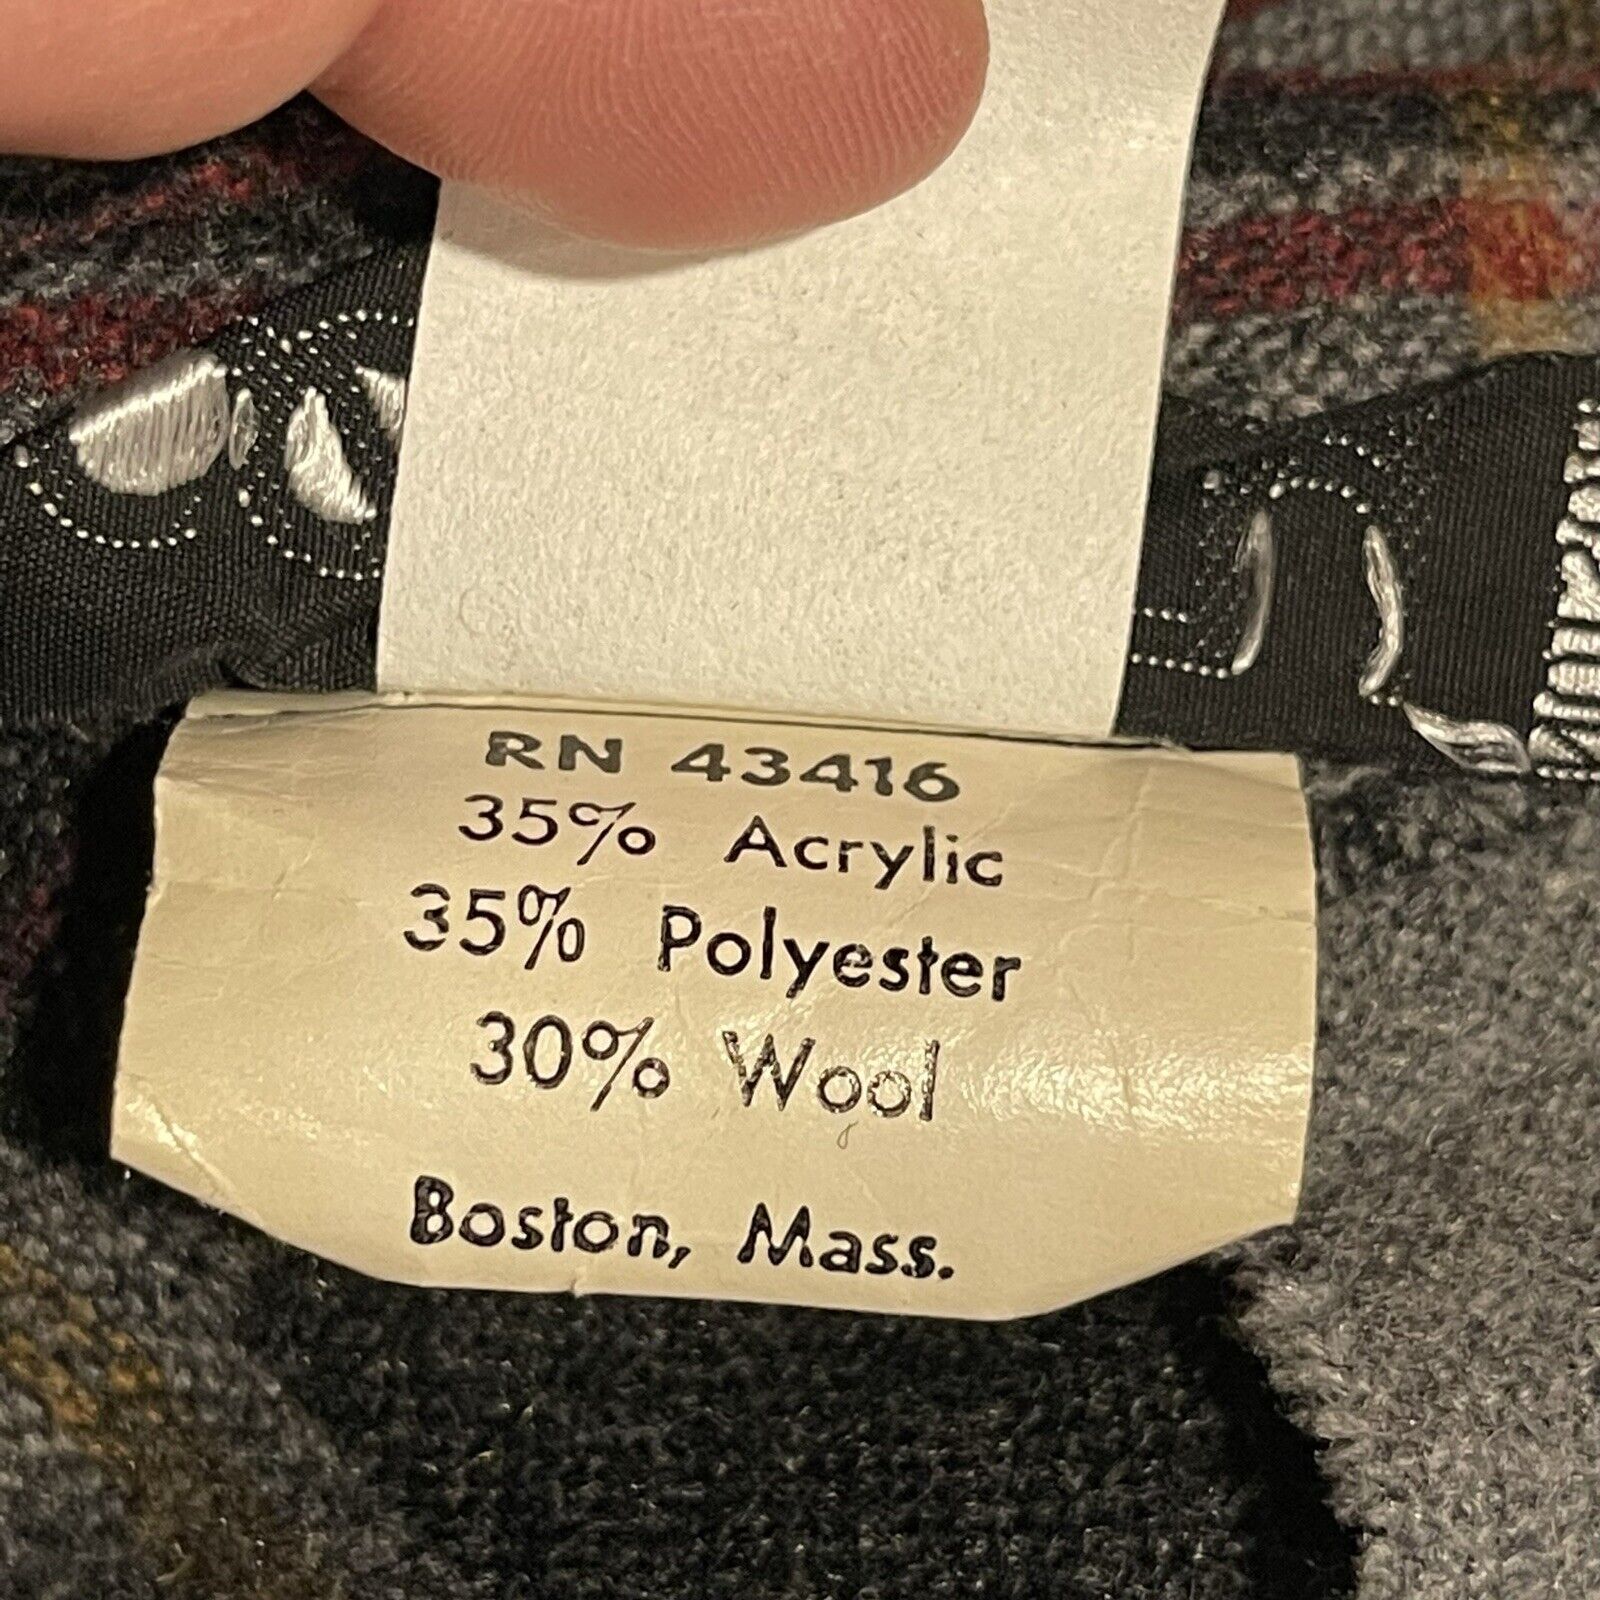 RN 43416
35% Acrylic
35% Polyester
30% Wool
Boston, Mass.